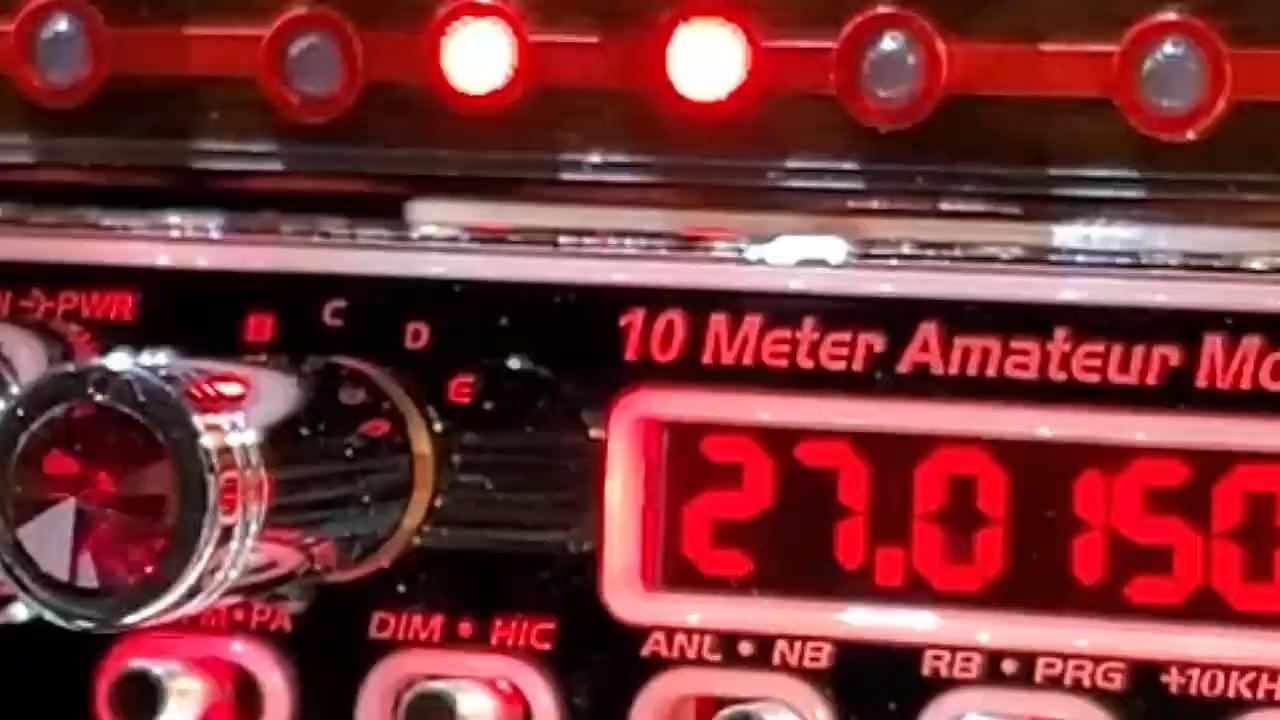 PWR
B
C
D
E
10 Meter Amateur Mo
27.0150
PA
DIM • HIC
ANL • NB
RB • PRG
+10KH